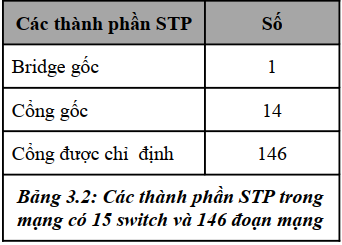 Các thành phần STP Số
Bridge gốc 1
Cổng gốc 14
Cổng được chỉ định 146
Bảng 3.2: Các thành phần STP trong
mạng có 15 switch và 146 đoạn mạng